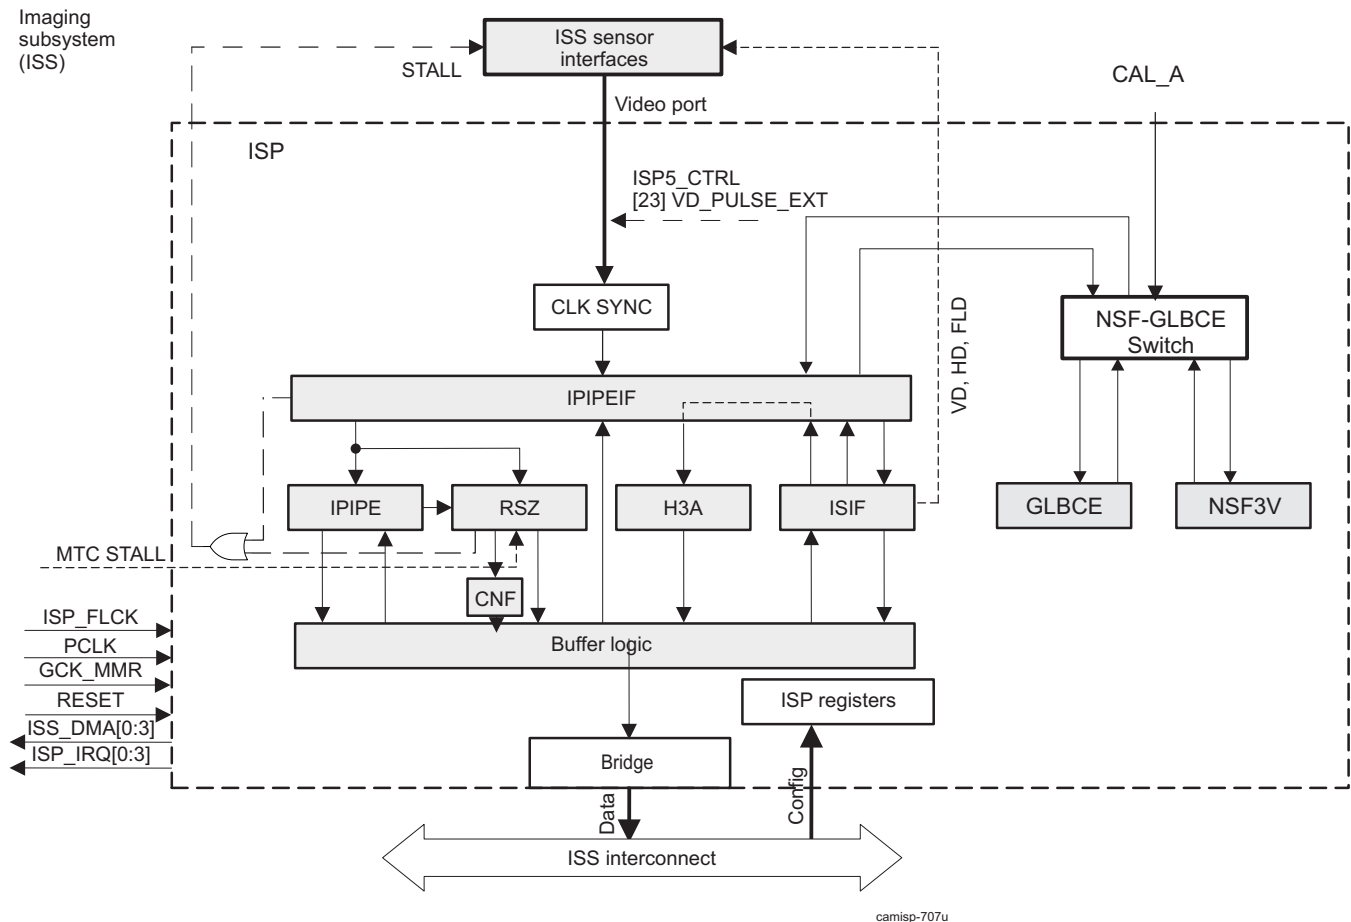 Imaging
subsystem
(ISS)
ISS sensor
interfaces
STALL
CAL_A
Video port
ISP
ISP5_CTRL
[23] VD_PULSE_EXT
CLK SYNC
NSF-GLBCE
Switch
VD, HD, FLD
IPIPEIF
IPIPE
RSZ
H3A
ISIF
GLBCE
NSF3V
MTC STALL
CNF
ISP_FLCK
PCLK
GCK_MMR
RESET
ISS_DMA[0:3]
ISP_IRQ[0:3]
Buffer logic
ISP registers
Bridge
Data
Config
ISS interconnect
camisp-707u